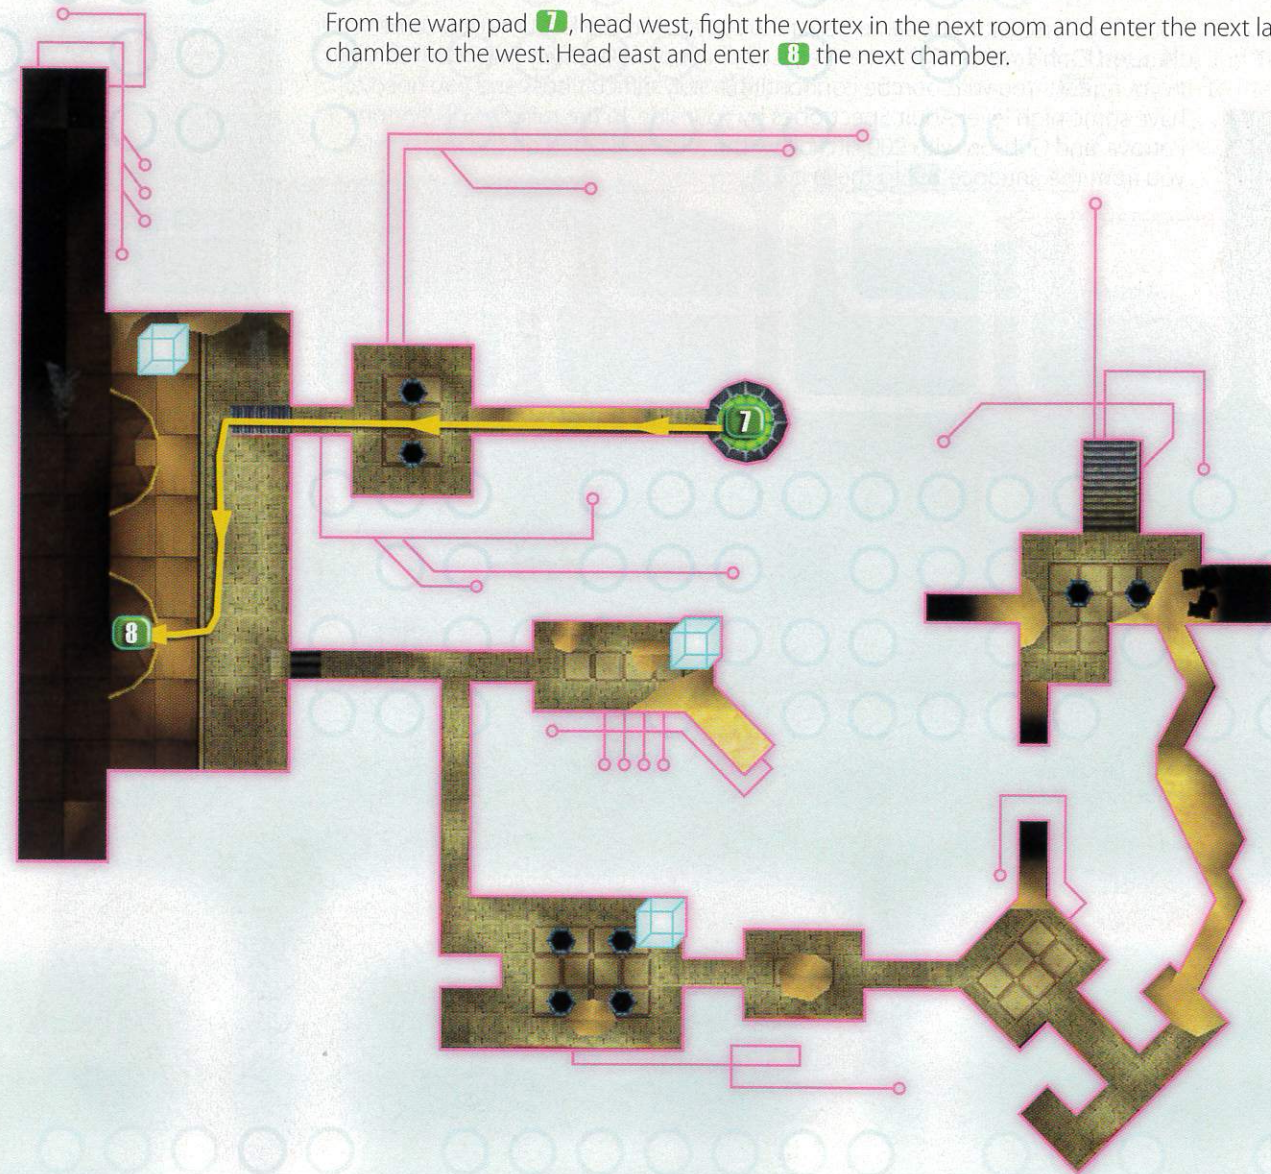 From the warp pad 7, head west, fight the vortex in the next room and enter the next la
chamber to the west. Head east and enter 8 the next chamber.
7
8